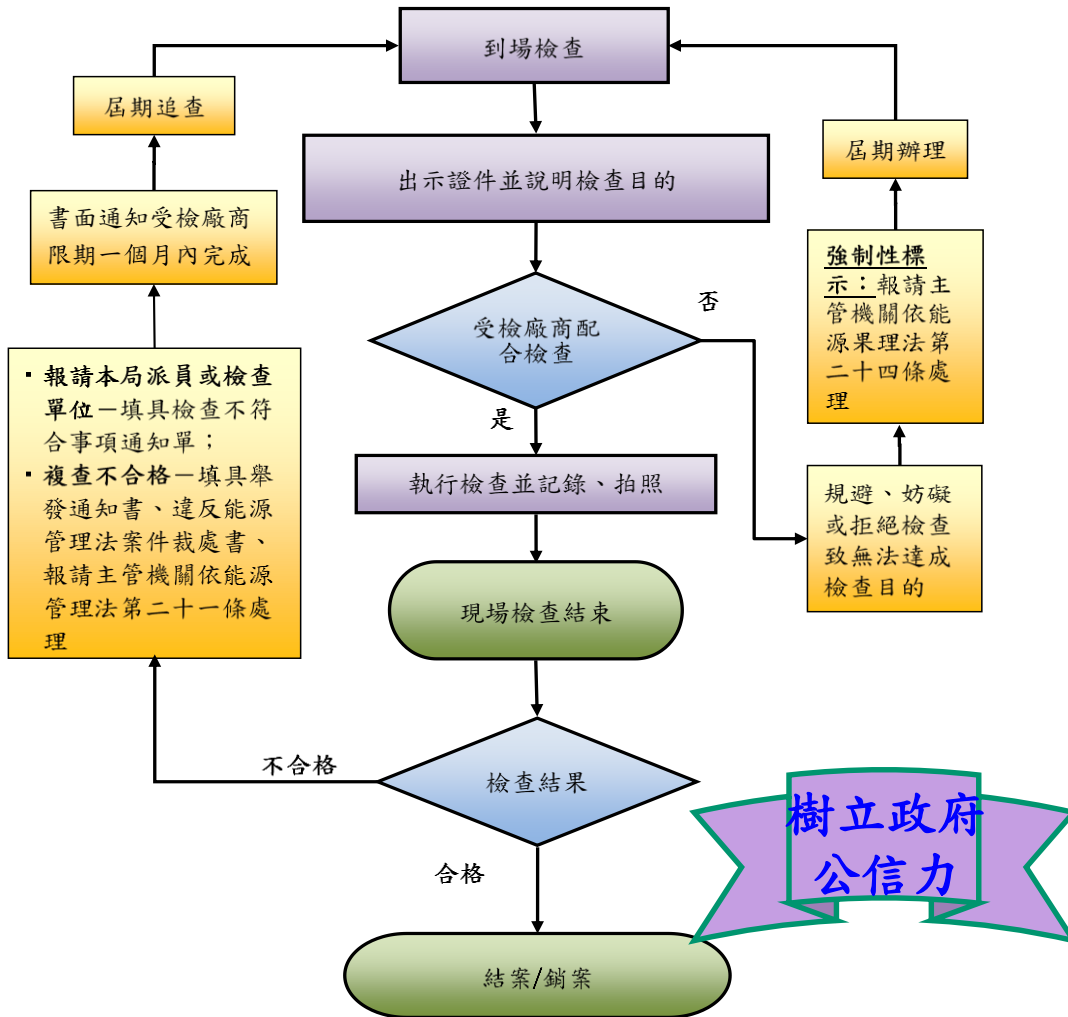 到場檢查
屆期追查
屆期辦理
出示證件並說明檢查目的
書面通知受檢廠商
限期一個月內完成
強制性標
示：報請主
管機關依能
源果理法第
二十四條處
理
否
受檢廠商配
合檢查
是
▪ 報請本局派員或檢查
單位－填具檢查不符
合事項通知單；
▪ 複查不合格－填具舉
發通知書、違反能源
管理法案件裁處書、
報請主管機關依能源
管理法第二十一條處
理
執行檢查並記錄、拍照
規避、妨礙
或拒絕檢查
致無法達成
檢查目的
現場檢查結束
不合格
檢查結果
合格
樹立政府
公信力
結案/銷案